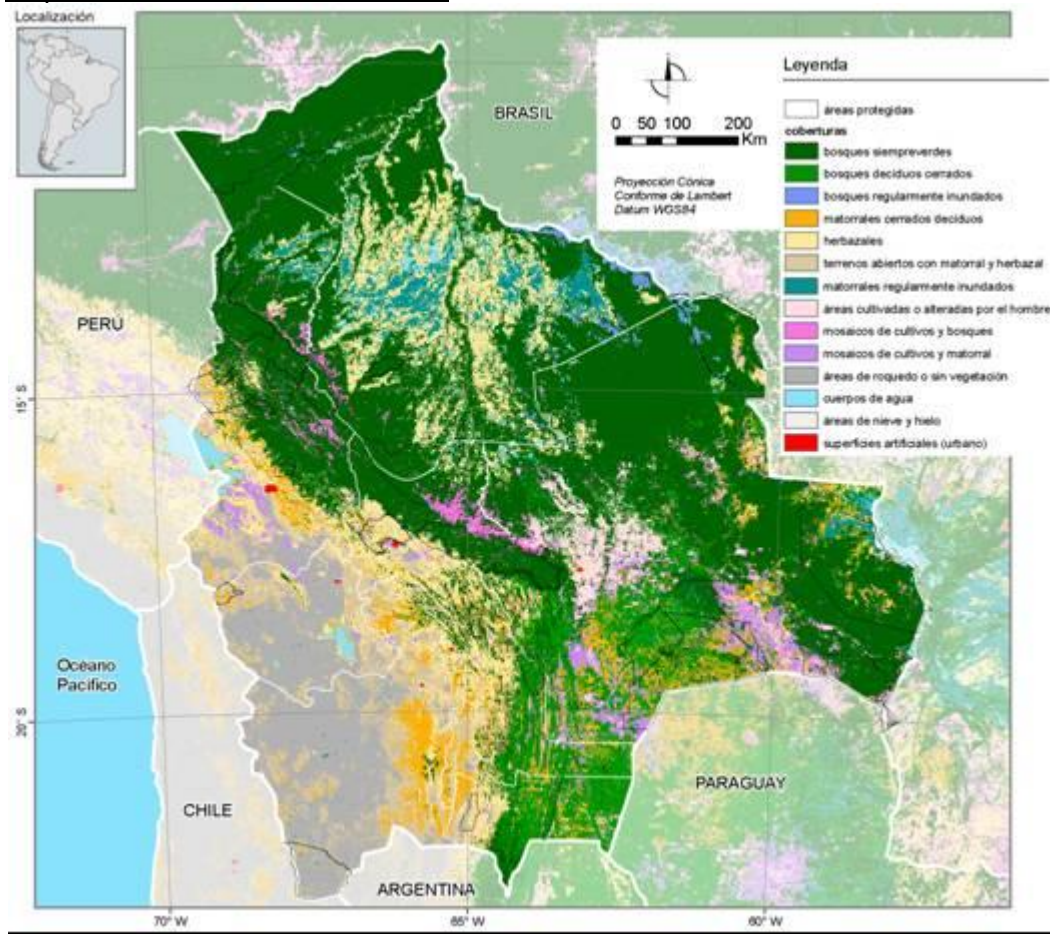 Localización
BRASIL
PERÚ
Océano
Pacifico
CHILE
ARGENTINA
PARAGUAY
15° S
20° S
70° W
65° W
60° W
0 50 100 200
Km
Proyección Cónica
Conforme de Lambert
Datum WGS84
Leyenda
áreas protegidas
coberturas
bosques siempreverdes
bosques deciduos cerrados
bosques regularmente inundados
matorrales cerrados deciduos
herbazales
terrenos abiertos con matorral y herbazal
matorrales regularmente inundados
áreas cultivadas o alteradas por el hombre
mosaicos de cultivos y bosques
mosaicos de cultivos y matorral
áreas de roquedo o sin vegetación
cuerpos de agua
áreas de nieve y hielo
superficies artificiales (urbano)